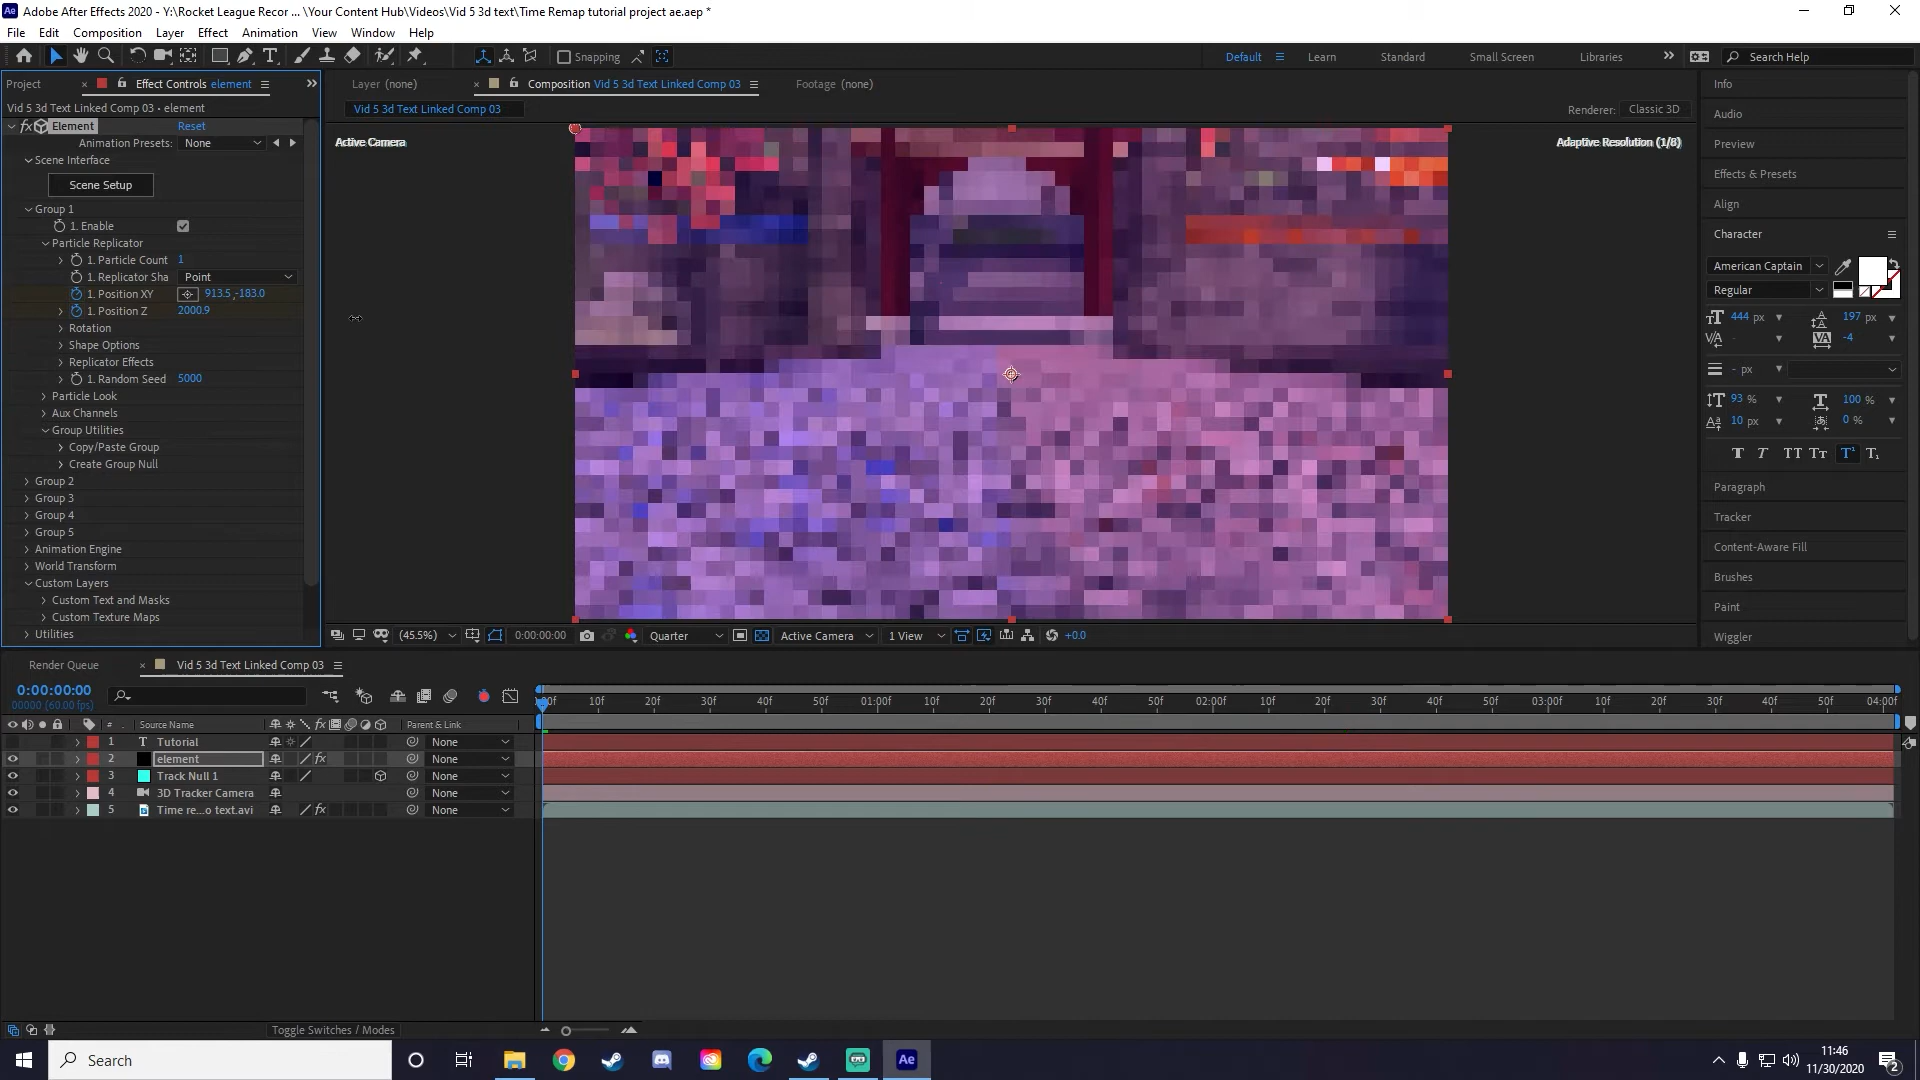 Adobe After Effects 2020 - Y:\Rocket League Recor ... \Your Content Hub\Videos\Vid 5 3d text\Time Remap tutorial project ae.aep *
File Edit Composition Layer Effect Animation View Window Help
Snapping
Default Learn Standard Small Screen Libraries Search Help
Project Effect Controls element
Layer (none) Composition Vid 5 3d Text Linked Comp 03 Footage (none)
Vid 5 3d Text Linked Comp 03 • element
Vid 5 3d Text Linked Comp 03
Renderer: Classic 3D
fx Element Reset
Animation Presets: None
Scene Interface
Scene Setup
Group 1
1. Enable
Particle Replicator
1. Particle Count 1
1. Replicator Sha Point
1. Position XY 913.5,-183.0
1. Position Z 2000.9
Rotation
Shape Options
Replicator Effects
1. Random Seed 5000
Particle Look
Aux Channels
Group Utilities
Copy/Paste Group
Create Group Null
Group 2
Group 3
Group 4
Group 5
Animation Engine
World Transform
Custom Layers
Custom Text and Masks
Custom Texture Maps
Utilities
Active Camera
Adaptive Resolution (1/8)
(45.5%) 0:00:00:00 Quarter Active Camera 1 View +0.0
Info
Audio
Preview
Effects & Presets
Align
Character
American Captain
Regular
444 px 197 px
- -4
- px
93 % 100 %
10 px 0 %
T T TT Tt T¹ T₁
Paragraph
Tracker
Content-Aware Fill
Brushes
Paint
Wiggler
Render Queue Vid 5 3d Text Linked Comp 03
0:00:00:00
00000 (60.00 fps)
10f 20f 30f 40f 50f 01:00f 10f 20f 30f 40f 50f 02:00f 10f 20f 30f 40f 50f 03:00f 10f 20f 30f 40f 50f 04:00f
# Source Name fx Parent & Link
1 T Tutorial None
2 element fx None
3 Track Null 1 None
4 3D Tracker Camera None
5 Time re...o text.avi fx None
Toggle Switches / Modes
Search
Ae
11:46
11/30/2020
2